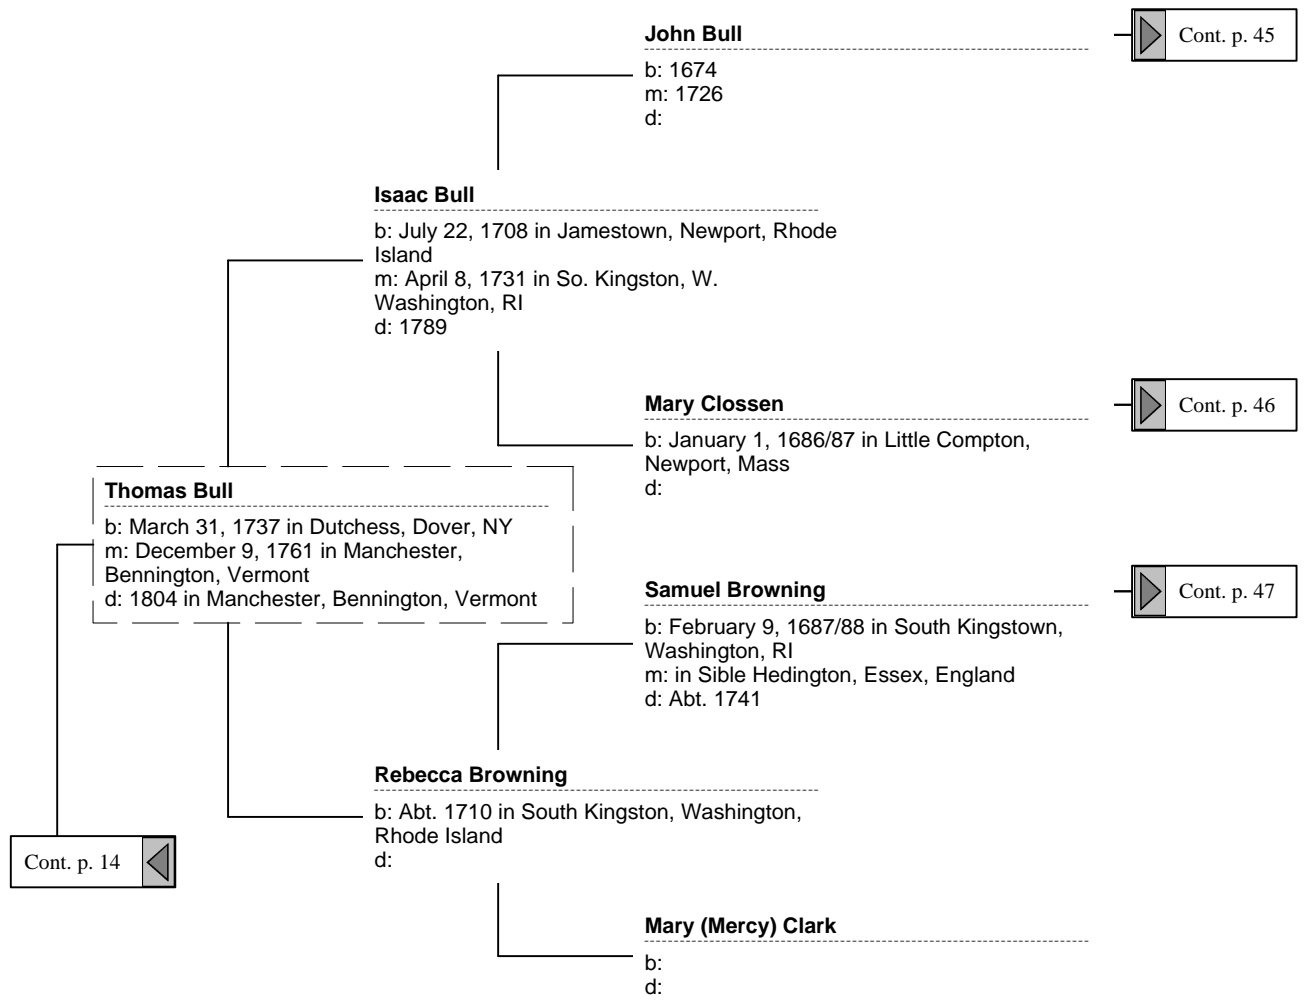 John Bull
Cont. p. 45
b: 1674
m: 1726
d:
Isaac Bull
b: July 22, 1708 in Jamestown, Newport, Rhode
Island
m: April 8, 1731 in So. Kingston, W.
Washington, RI
d: 1789
Mary Clossen
Cont. p. 46
b: January 1, 1686/87 in Little Compton,
Newport, Mass
d:
Thomas Bull
b: March 31, 1737 in Dutchess, Dover, NY
m: December 9, 1761 in Manchester,
Bennington, Vermont
d: 1804 in Manchester, Bennington, Vermont
Samuel Browning
Cont. p. 47
b: February 9, 1687/88 in South Kingstown,
Washington, RI
m: in Sible Hedington, Essex, England
d: Abt. 1741
Rebecca Browning
b: Abt. 1710 in South Kingston, Washington,
Rhode Island
d:
Cont. p. 14
Mary (Mercy) Clark
b:
d: